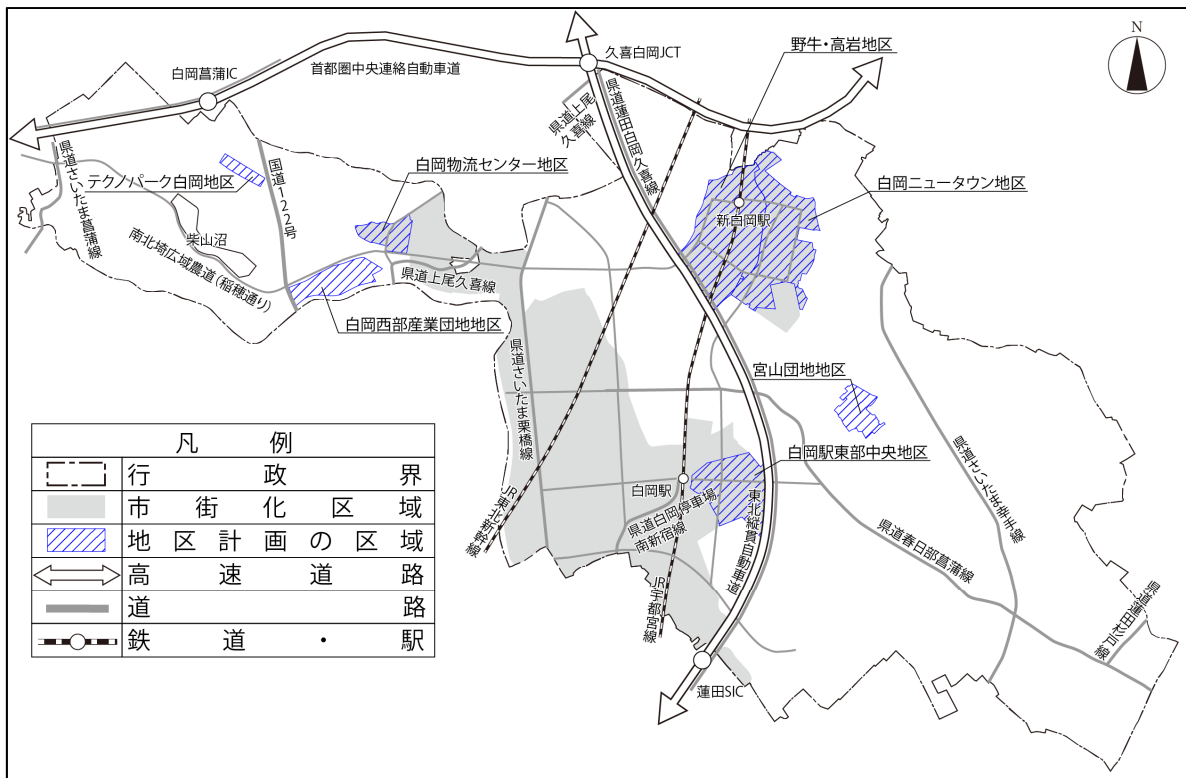 N
久喜白岡JCT
野牛・高岩地区
白岡菖蒲IC
首都圏中央連絡自動車道
県道上尾
久喜線
県道蓮田白岡久喜線
県道さいたま菖蒲線
テクノパーク白岡地区
国道122号
白岡物流センター地区
白岡ニュータウン地区
新白岡駅
柴山沼
南北埼広域農道(稲穂通り)
県道上尾久喜線
白岡西部産業団地地区
県道さいたま栗橋線
宮山団地地区
白岡駅東部中央地区
白岡駅
県道白岡停車場
南新宿線
東北縦貫自動車道
JR東北新幹線
JR宇都宮線
県道さいたま幸手線
県道春日部菖蒲線
県道蓮田杉戸線
蓮田SIC
凡例
行政界
市街化区域
地区計画の区域
高速道路
道路
鉄道・駅